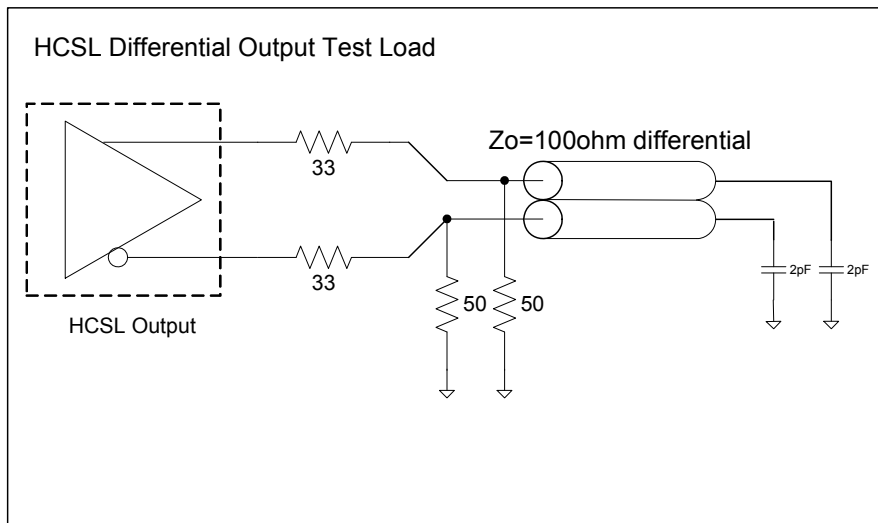 HCSL Differential Output Test Load
Zo=100ohm differential
33
33
50
50
2pF
2pF
HCSL Output